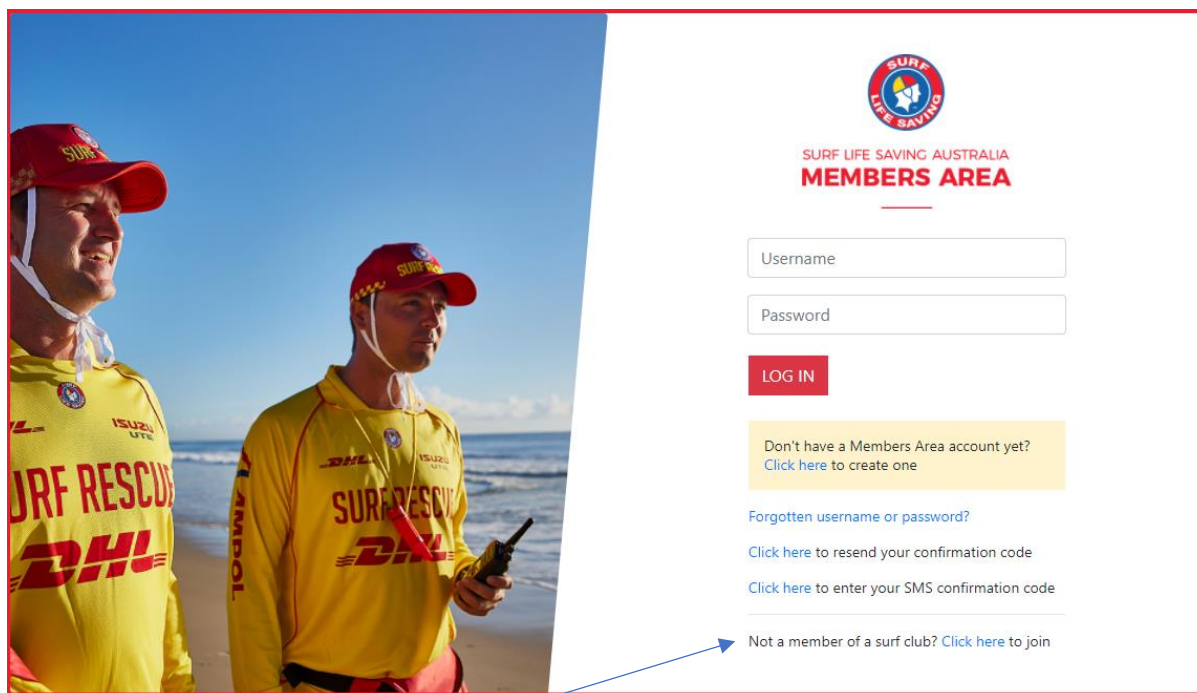 SURF
SURF
LIFE SAVING
SURF LIFE SAVING AUSTRALIA
MEMBERS AREA
SURF
Username
Password
LOG IN
ISUZU
UTE
DHL
ISUZU
UTE
Don't have a Members Area account yet?
Click here to create one
SURF RESCUE
DHL
SURF RESCUE
DHL
AMPOL
Forgotten username or password?
Click here to resend your confirmation code
Click here to enter your SMS confirmation code
Not a member of a surf club? Click here to join